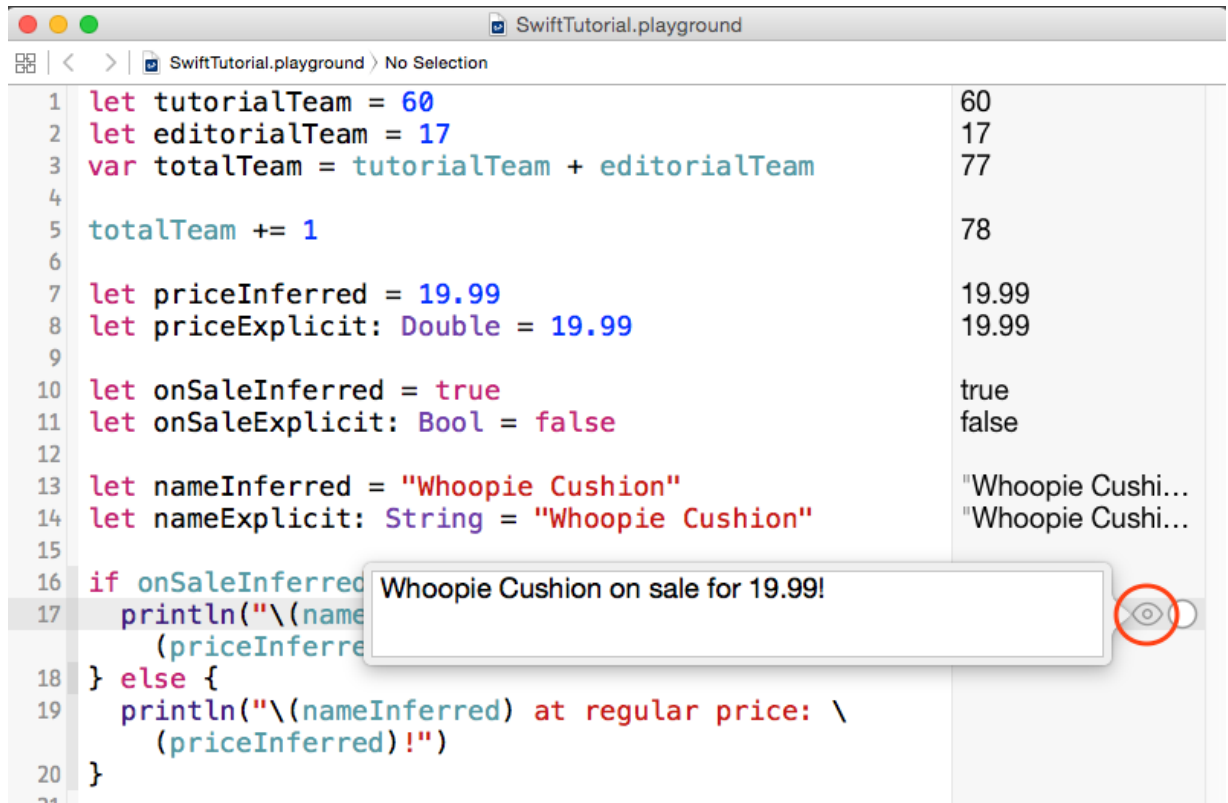 SwiftTutorial.playground
SwiftTutorial.playground 〉 No Selection
1 let tutorialTeam = 60 60
2 let editorialTeam = 17 17
3 var totalTeam = tutorialTeam + editorialTeam 77
4
5 totalTeam += 1 78
6
7 let priceInferred = 19.99 19.99
8 let priceExplicit: Double = 19.99 19.99
9
10 let onSaleInferred = true true
11 let onSaleExplicit: Bool = false false
12
13 let nameInferred = "Whoopie Cushion" "Whoopie Cushi...
14 let nameExplicit: String = "Whoopie Cushion" "Whoopie Cushi...
15
16 if onSaleInferred
Whoopie Cushion on sale for 19.99!
17 println("\(name
(priceInferre
18 } else {
19 println("\(nameInferred) at regular price: \
(priceInferred)!")
20 }
21